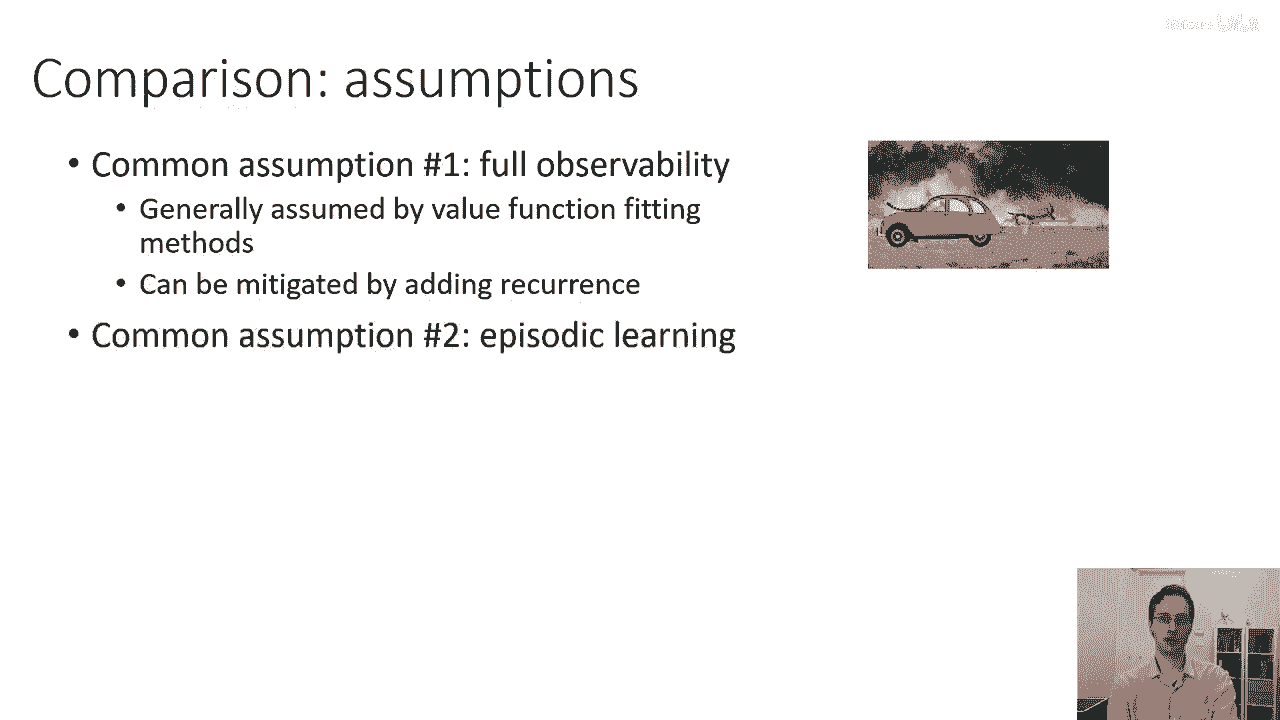 Comparison: assumptions
• Common assumption #1: full observability
• Generally assumed by value function fitting
methods
• Can be mitigated by adding recurrence
• Common assumption #2: episodic learning